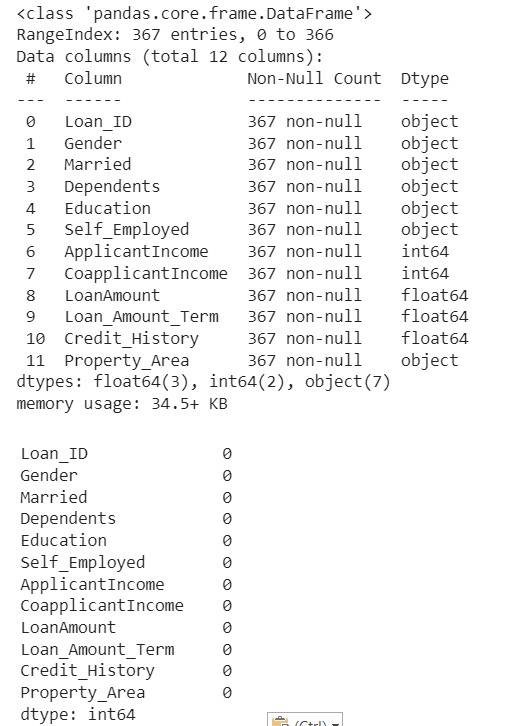 <class 'pandas.core.frame.DataFrame'>
RangeIndex: 367 entries, 0 to 366
Data columns (total 12 columns):
 #   Column             Non-Null Count  Dtype
---  ------             --------------  -----
 0   Loan_ID            367 non-null    object
 1   Gender             367 non-null    object
 2   Married            367 non-null    object
 3   Dependents         367 non-null    object
 4   Education          367 non-null    object
 5   Self_Employed      367 non-null    object
 6   ApplicantIncome    367 non-null    int64
 7   CoapplicantIncome  367 non-null    int64
 8   LoanAmount         367 non-null    float64
 9   Loan_Amount_Term   367 non-null    float64
 10  Credit_History     367 non-null    float64
 11  Property_Area      367 non-null    object
dtypes: float64(3), int64(2), object(7)
memory usage: 34.5+ KB
Loan_ID              0
Gender               0
Married              0
Dependents           0
Education            0
Self_Employed        0
ApplicantIncome      0
CoapplicantIncome    0
LoanAmount           0
Loan_Amount_Term     0
Credit_History       0
Property_Area        0
dtype: int64
(Ctrl)